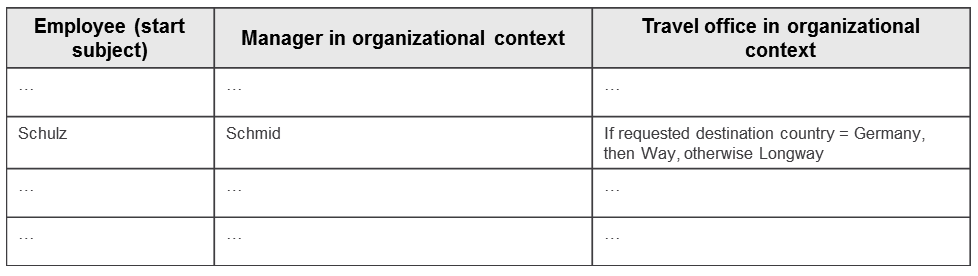 Employee (start
subject)
Manager in organizational context
Travel office in organizational
context
...
...
...
Schulz
Schmid
If requested destination country = Germany,
then Way, otherwise Longway
...
...
...
...
...
...